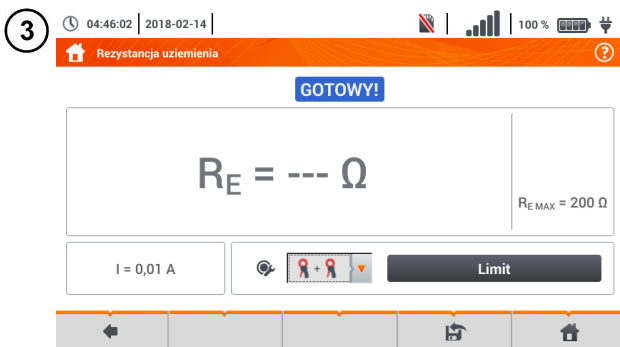 3
04:46:02 2018-02-14 100 %
Rezystancja uziemienia ?
GOTOWY!
RE = --- Ω
RE MAX = 200 Ω
I = 0,01 A
+
Limit